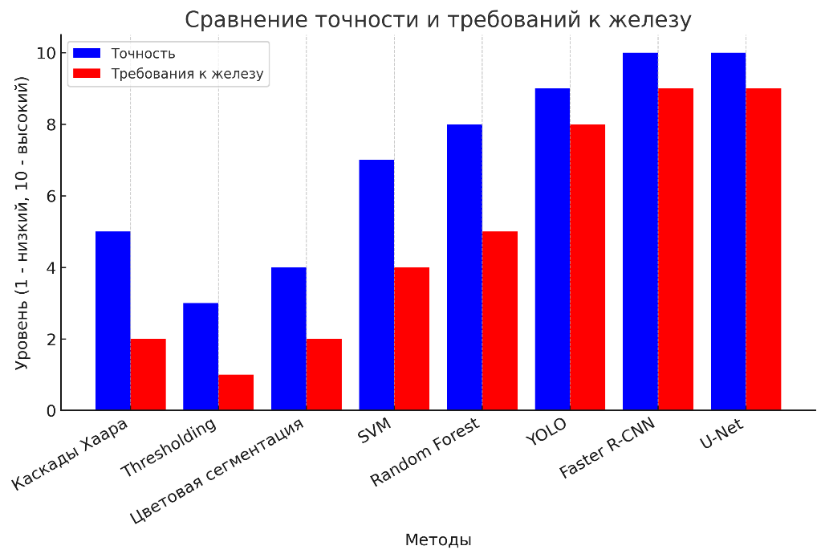 Сравнение точности и требований к железу
Точность
Требования к железу
Уровень (1 - низкий, 10 - высокий)
10
8
6
4
2
0
Каскады Хаара
Thresholding
Цветовая сегментация
SVM
Random Forest
YOLO
Faster R-CNN
U-Net
Методы